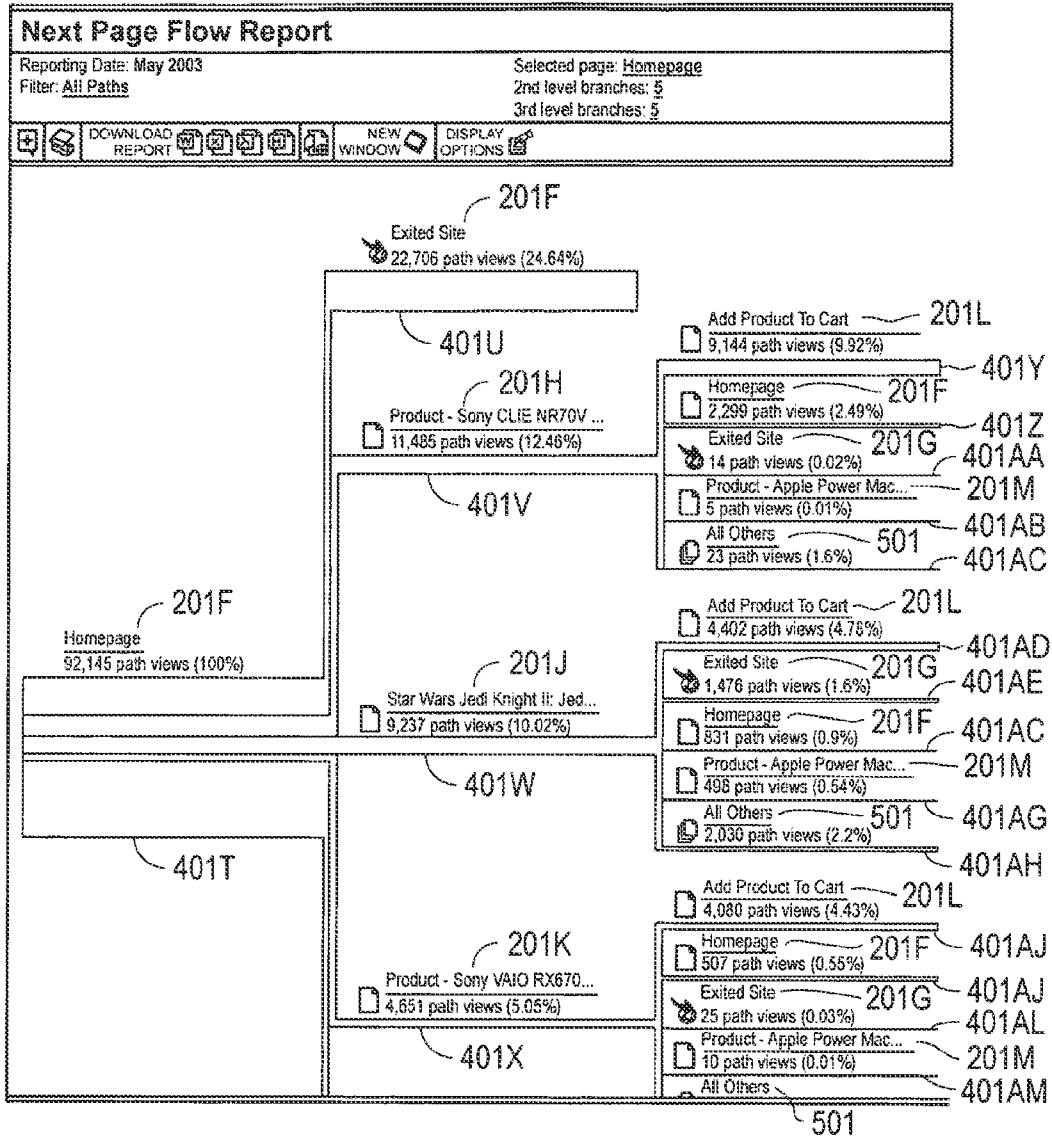 Next Page Flow Report
Reporting Date: May 2003
Filter: All Paths
Selected page: Homepage
2nd level branches: 5
3rd level branches: 5
DOWNLOAD REPORT
NEW WINDOW
DISPLAY OPTIONS
201F
Exited Site
22,706 path views (24.64%)
401U
201H
Product - Sony CLIE NR70V ...
11,485 path views (12.46%)
401V
Add Product To Cart 201L
9,144 path views (9.92%)
401Y
Homepage 201F
2,299 path views (2.49%)
401Z
Exited Site 201G
14 path views (0.02%)
401AA
Product - Apple Power Mac... 201M
5 path views (0.01%)
401AB
All Others 501
23 path views (1.6%)
401AC
201F
Homepage
92,145 path views (100%)
401T
201J
Star Wars Jedi Knight II: Jed...
9,237 path views (10.02%)
401W
Add Product To Cart 201L
4,402 path views (4.78%)
401AD
Exited Site 201G
1,476 path views (1.6%)
401AE
Homepage 201F
831 path views (0.9%)
401AC
Product - Apple Power Mac... 201M
498 path views (0.54%)
401AG
All Others 501
2,030 path views (2.2%)
401AH
201K
Product - Sony VAIO RX670...
4,651 path views (5.05%)
401X
Add Product To Cart 201L
4,080 path views (4.43%)
401AJ
Homepage 201F
507 path views (0.55%)
401AJ
Exited Site 201G
25 path views (0.03%)
401AL
Product - Apple Power Mac... 201M
10 path views (0.01%)
401AM
All Others
501